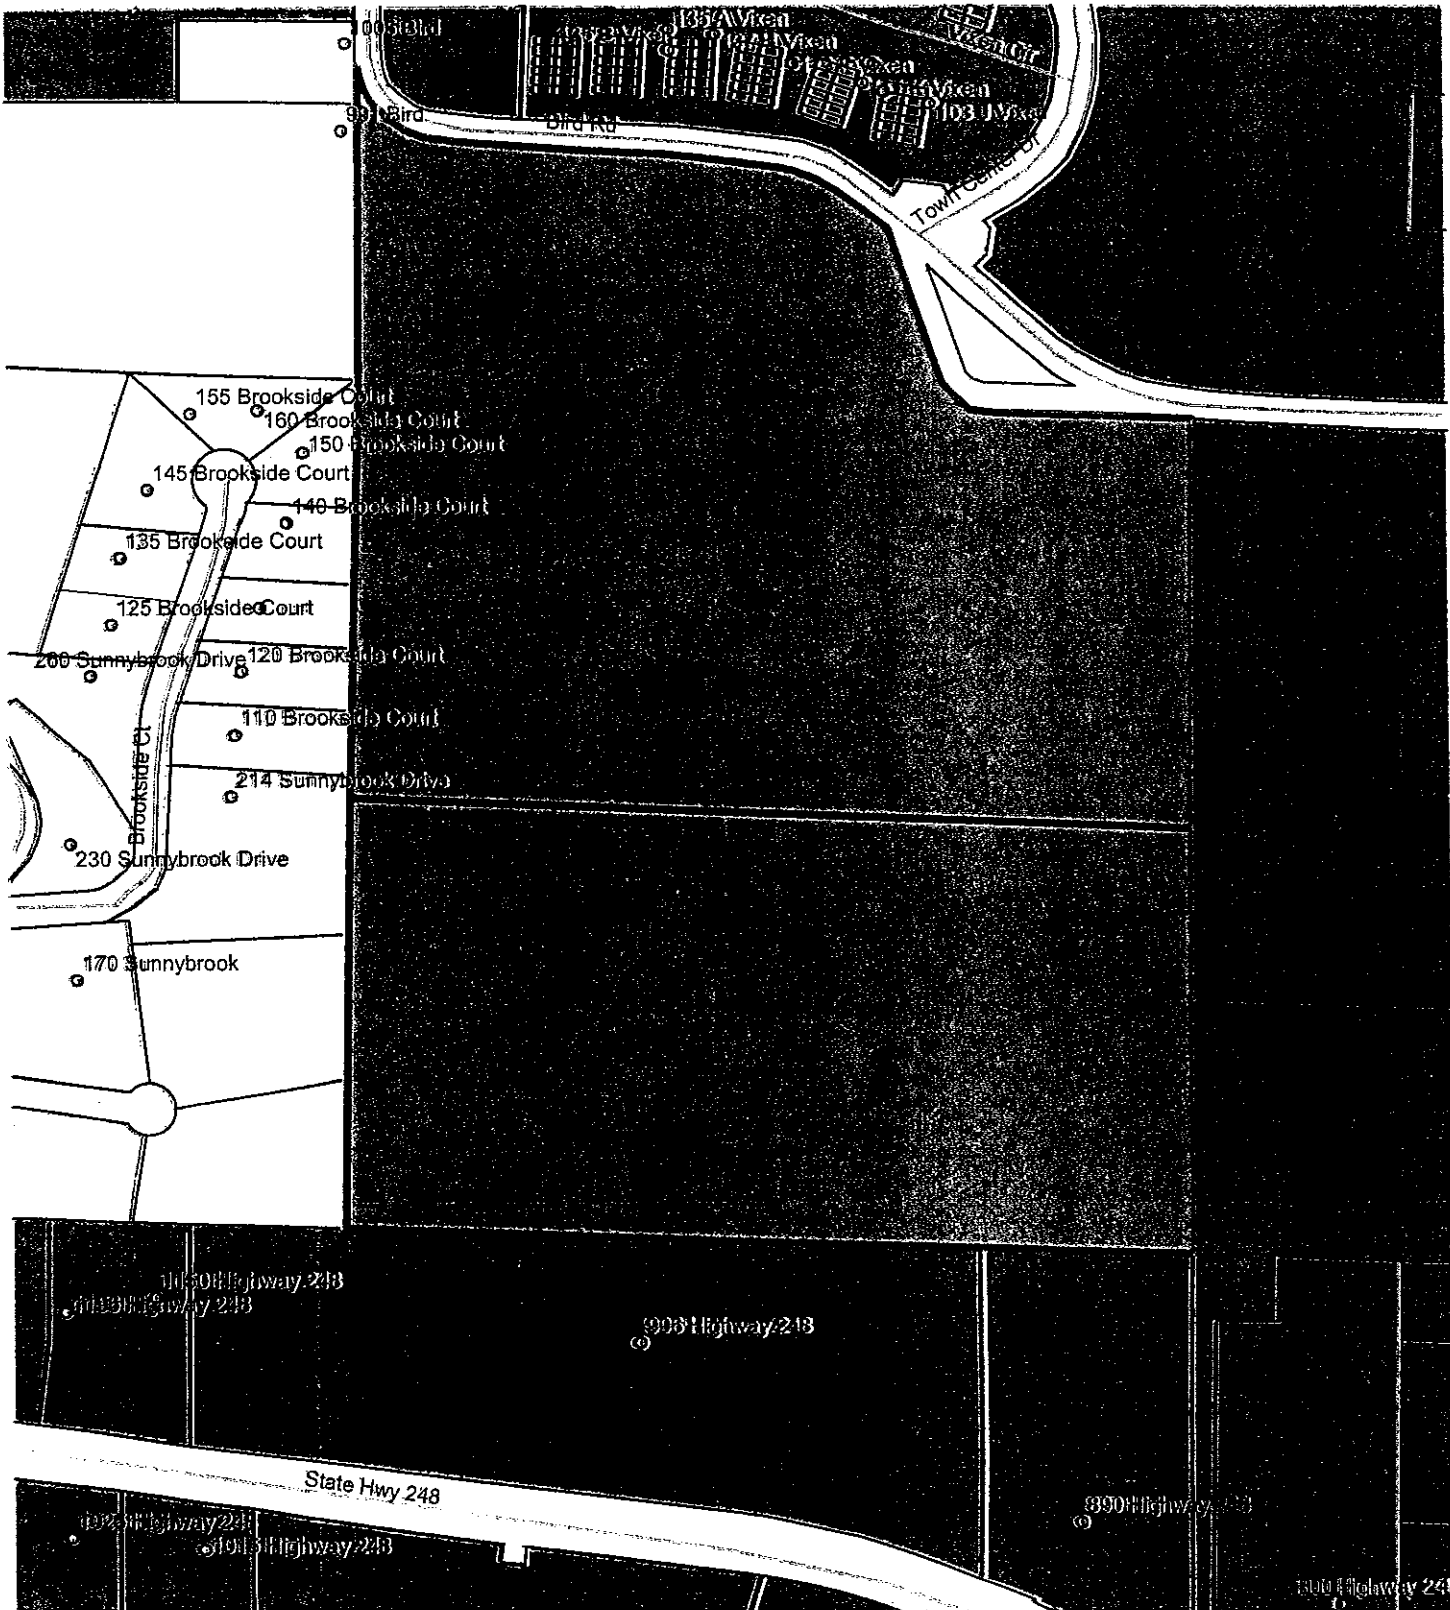 1005 Bird
135 A Vixen
Vixen Cir
991 Bird
Bird Rd
103 U Vixen
Town Center Dr
155 Brookside Court
160 Brookside Court
150 Brookside Court
145 Brookside Court
140 Brookside Court
135 Brookside Court
125 Brookside Court
200 Sunnybrook Drive
120 Brookside Court
110 Brookside Court
Brookside Ct
214 Sunnybrook Drive
230 Sunnybrook Drive
170 Sunnybrook
Highway 248
Highway 248
906 Highway 248
State Hwy 248
890 Highway 248
Highway 24
Highway 248
Highway 24